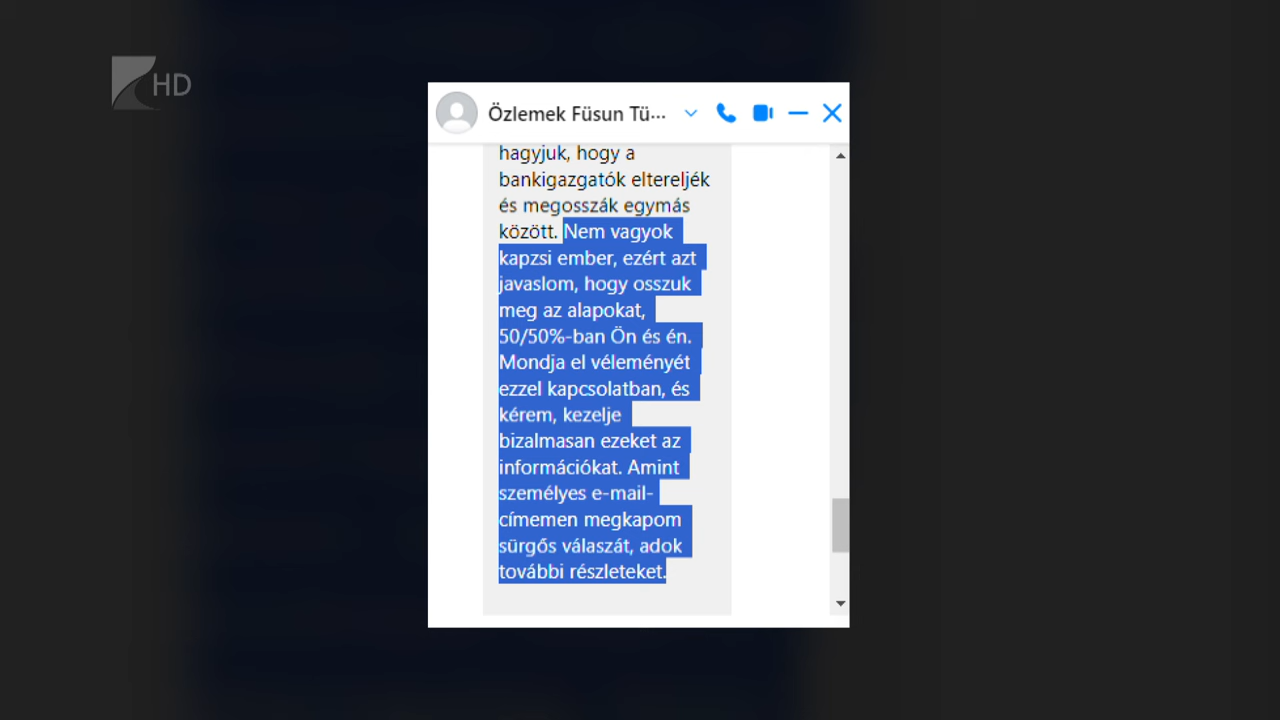 HD
Özlemek Füsun Tü...
hagyjuk, hogy a
bankigazgatók eltereljék
és megosszák egymás
között. Nem vagyok
kapzsi ember, ezért azt
javaslom, hogy osszuk
meg az alapokat,
50/50%-ban Ön és én.
Mondja el véleményét
ezzel kapcsolatban, és
kérem, kezelje
bizalmasan ezeket az
információkat. Amint
személyes e-mail-
címemen megkapom
sürgős válaszát, adok
további részleteket.